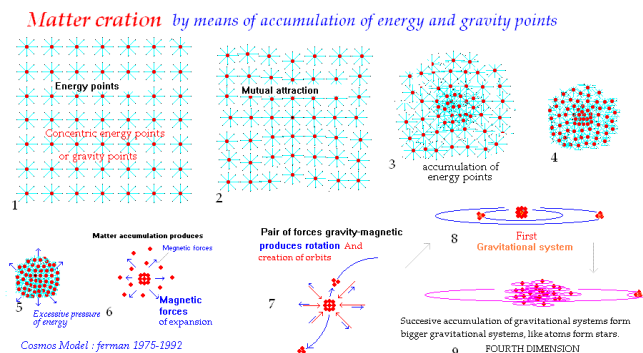 Matter cration by means of accumulation of energy and gravity points
Energy points
Concentric energy points
or gravity points
1
Mutual attraction
2
3
accumulation of
energy points
4
Matter accumulation produces
Magnetic forces
5
Excessive pressure
of energy
6
Magnetic
forces
of expansion
Pair of forces gravity-magnetic
produces rotation And
creation of orbits
7
8
First
Gravitational system
Succesive accumulation of gravitational systems form
bigger gravitational systems, like atoms form stars.
Cosmos Model : ferman 1975-1992
9 FOURTH DIMENSION